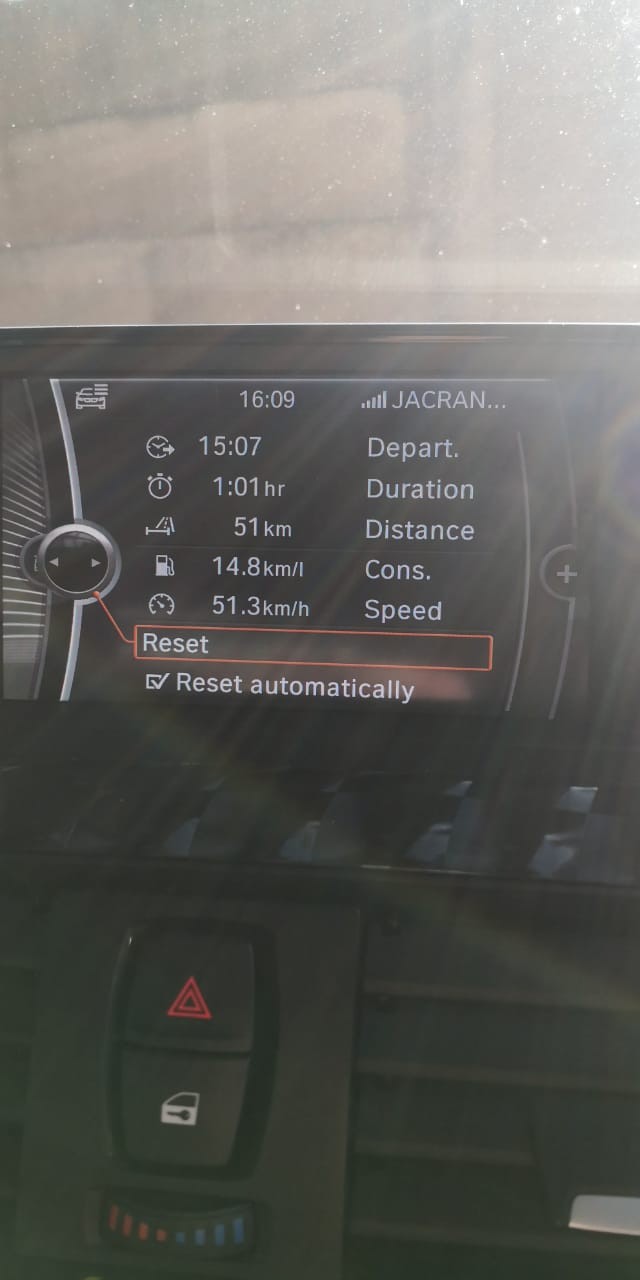 16:09 JACRAN...
15:07 Depart.
1:01hr Duration
51km Distance
14.8km/l Cons.
51.3km/h Speed
Reset
Reset automatically